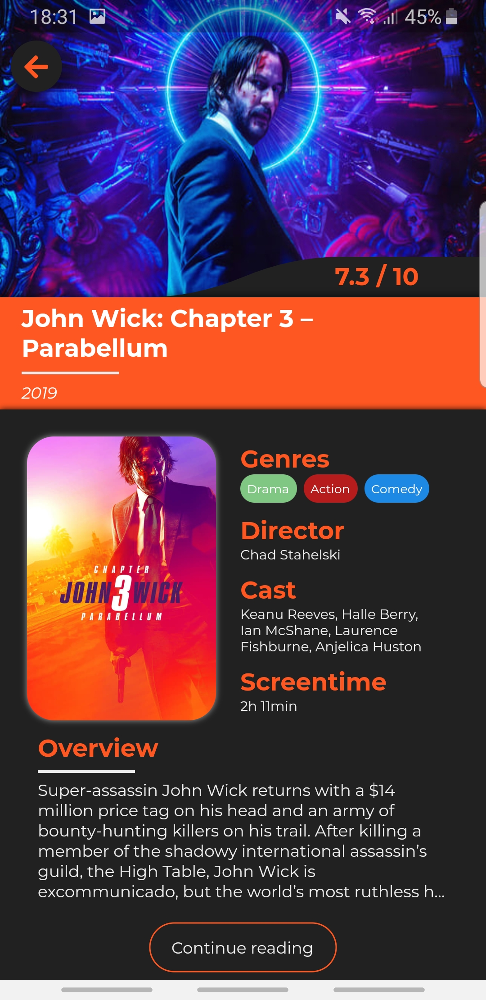 18:31
45%
7.3 / 10
John Wick: Chapter 3 –
Parabellum
2019
CHAPTER
JOHN 3 WICK
PARABELLUM
Genres
Drama Action Comedy
Director
Chad Stahelski
Cast
Keanu Reeves, Halle Berry,
Ian McShane, Laurence
Fishburne, Anjelica Huston
Screentime
2h 11min
Overview
Super-assassin John Wick returns with a $14
million price tag on his head and an army of
bounty-hunting killers on his trail. After killing a
member of the shadowy international assassin’s
guild, the High Table, John Wick is
excommunicado, but the world’s most ruthless h...
Continue reading